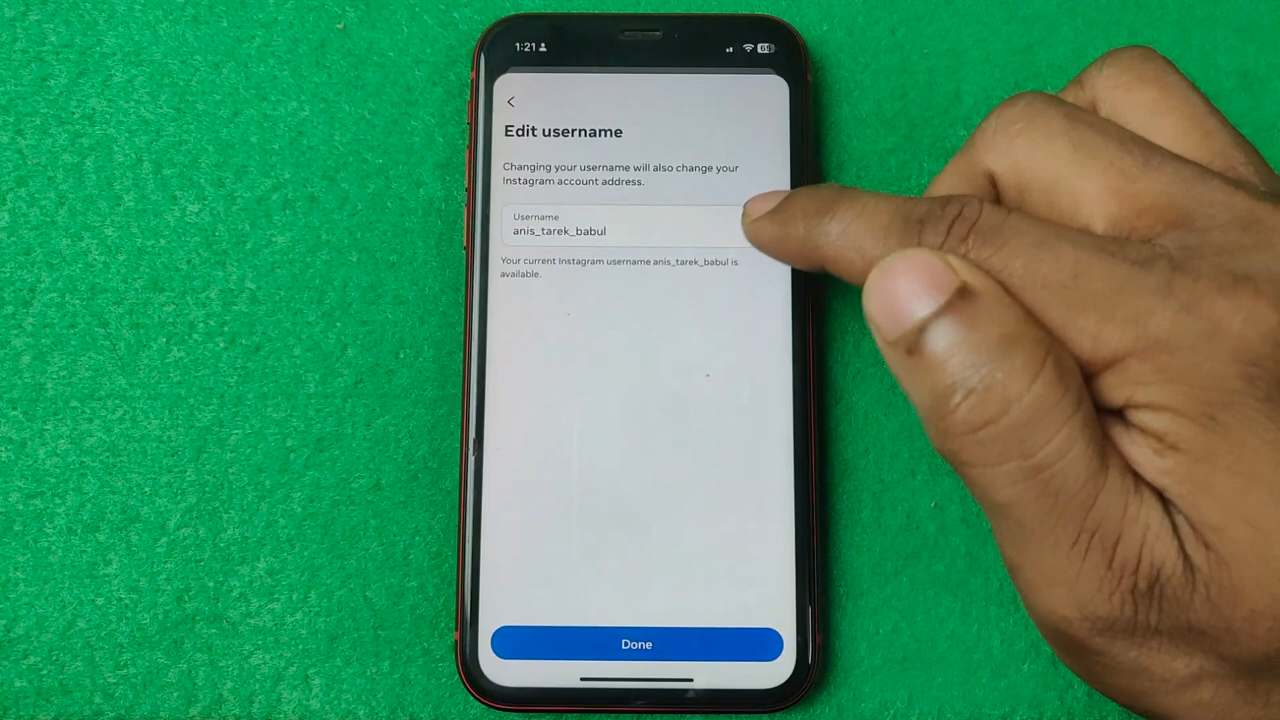 1:21
65
Edit username
Changing your username will also change your
Instagram account address.
Username
anis_tarek_babul
Your current Instagram username anis_tarek_babul is
available.
Done